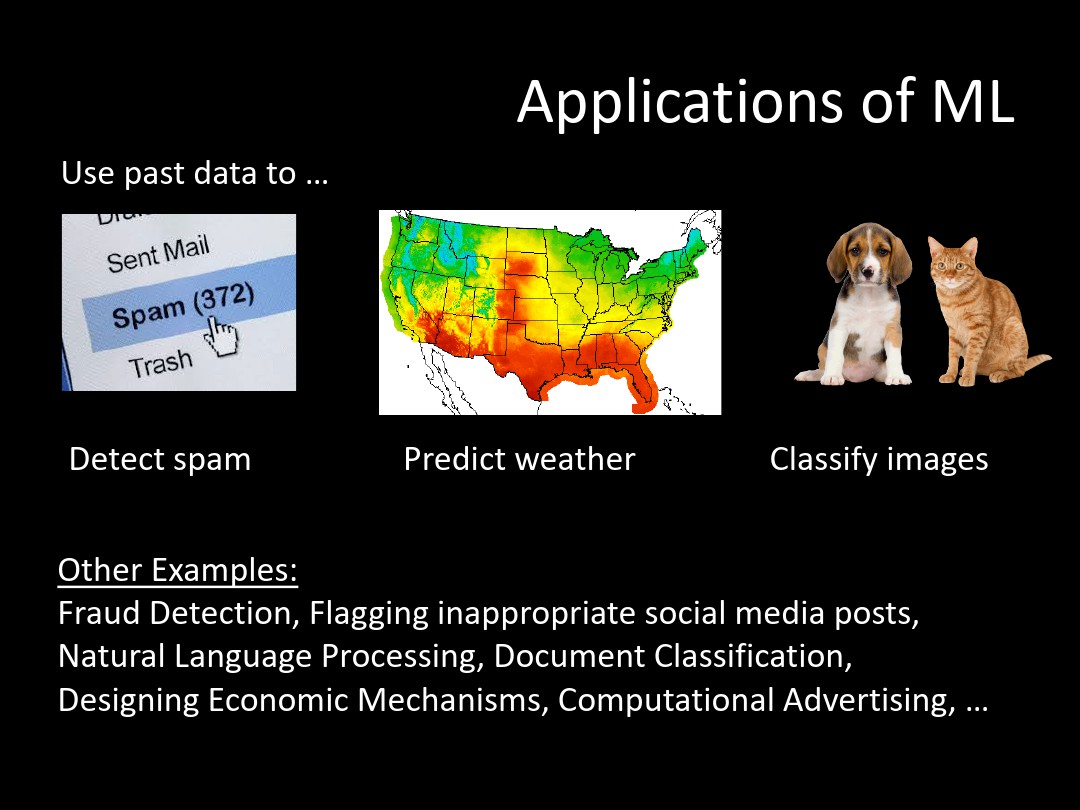 Applications of ML
Use past data to …
Sent Mail
Spam (372)
Trash
Detect spam
Predict weather
Classify images
Other Examples:
Fraud Detection, Flagging inappropriate social media posts,
Natural Language Processing, Document Classification,
Designing Economic Mechanisms, Computational Advertising, …